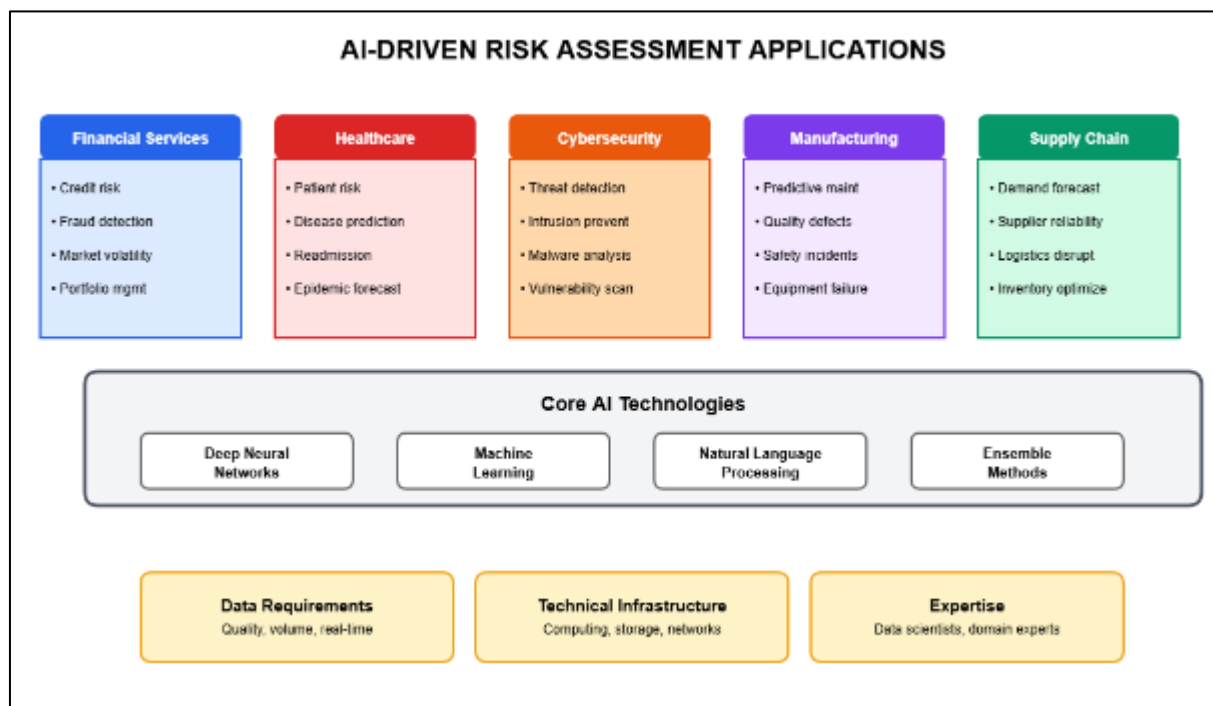 AI-DRIVEN RISK ASSESSMENT APPLICATIONS
Financial Services
• Credit risk
• Fraud detection
• Market volatility
• Portfolio mgmt
Healthcare
• Patient risk
• Disease prediction
• Readmission
• Epidemic forecast
Cybersecurity
• Threat detection
• Intrusion prevent
• Malware analysis
• Vulnerability scan
Manufacturing
• Predictive maint
• Quality defects
• Safety incidents
• Equipment failure
Supply Chain
• Demand forecast
• Supplier reliability
• Logistics disrupt
• Inventory optimize
Core AI Technologies
Deep Neural
Networks
Machine
Learning
Natural Language
Processing
Ensemble
Methods
Data Requirements
Quality, volume, real-time
Technical Infrastructure
Computing, storage, networks
Expertise
Data scientists, domain experts